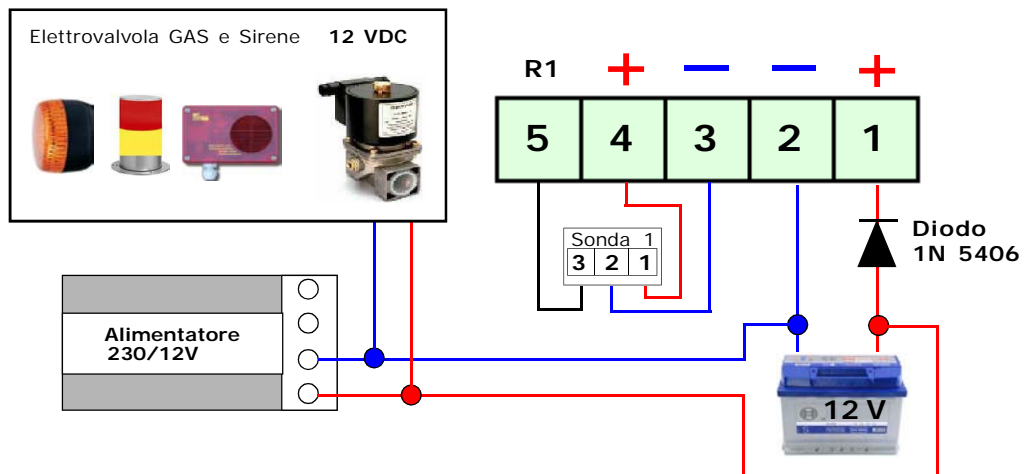 Elettrovalvola GAS e Sirene 12 VDC
R1 + — — +
5 4 3 2 1
Diodo
1N 5406
Sonda 1
3 2 1
Alimentatore
230/12V
12 V